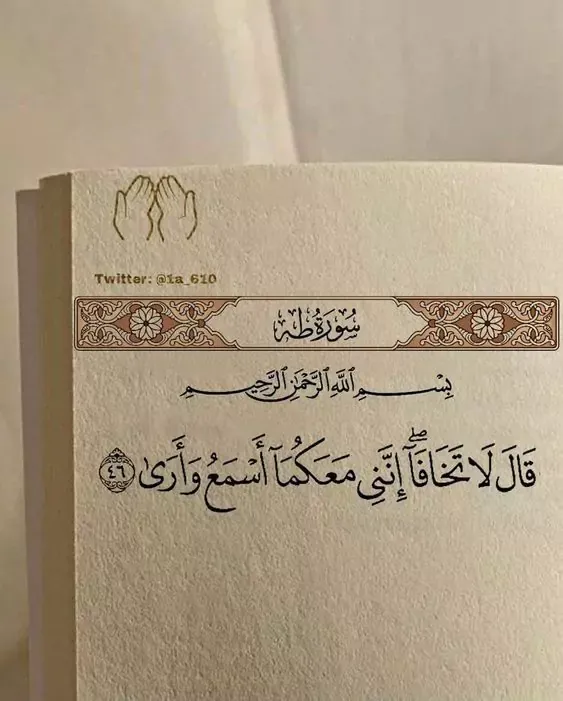 Twitter: @1a_610
سُورَةُ طه
بِسْمِ ٱللَّهِ ٱلرَّحْمَٰنِ ٱلرَّحِيمِ
قَالَ لَا تَخَافَآ ۖ إِنَّنِى مَعَكُمَآ أَسْمَعُ وَأَرَىٰ ٤٦